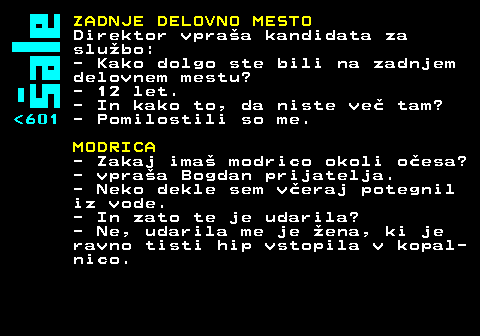 šale
<601
ZADNJE DELOVNO MESTO
Direktor vpraša kandidata za
službo:
- Kako dolgo ste bili na zadnjem
delovnem mestu?
- 12 let.
- In kako to, da niste več tam?
- Pomilostili so me.
MODRICA
- Zakaj imaš modrico okoli očesa?
- vpraša Bogdan prijatelja.
- Neko dekle sem včeraj potegnil
iz vode.
- In zato te je udarila?
- Ne, udarila me je žena, ki je
ravno tisti hip vstopila v kopal-
nico.